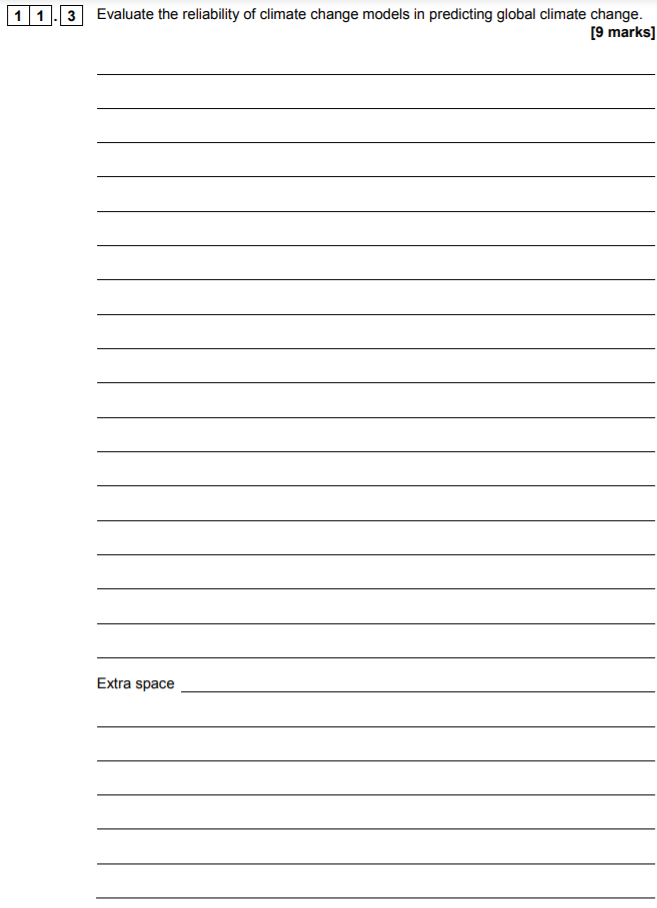 1 1 . 3 Evaluate the reliability of climate change models in predicting global climate change.
[9 marks]
Extra space